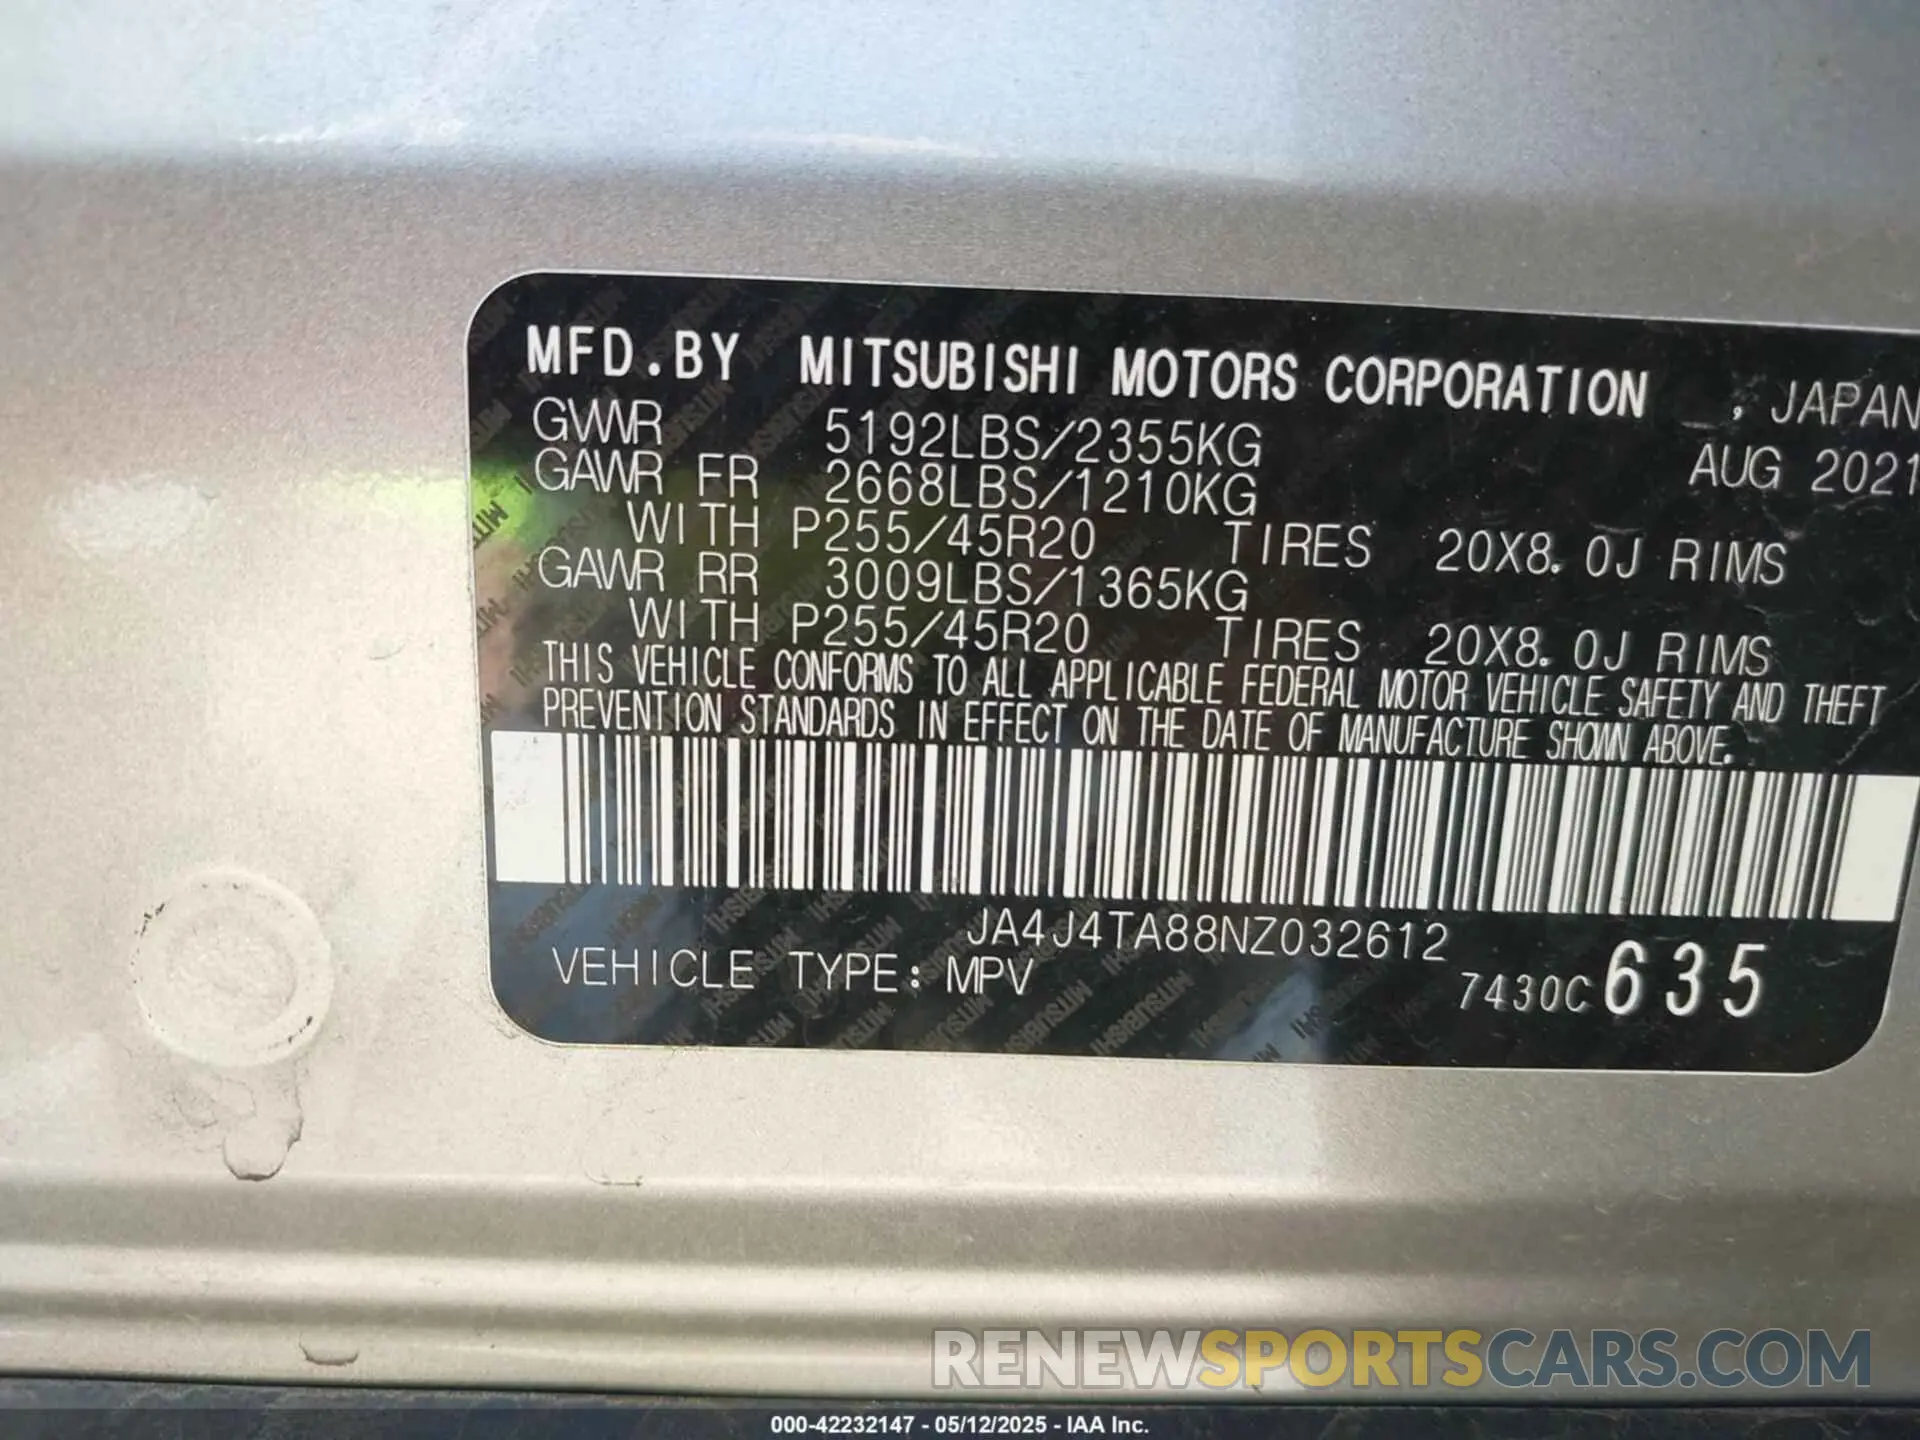 MFD.BY MITSUBISHI MOTORS CORPORATION , JAPAN
GVWR 5192LBS/2355KG AUG 2021
GAWR FR 2668LBS/1210KG
WITH P255/45R20 TIRES 20X8.0J RIMS
GAWR RR 3009LBS/1365KG
WITH P255/45R20 TIRES 20X8.0J RIMS
THIS VEHICLE CONFORMS TO ALL APPLICABLE FEDERAL MOTOR VEHICLE SAFETY AND THEFT
PREVENTION STANDARDS IN EFFECT ON THE DATE OF MANUFACTURE SHOWN ABOVE.
JA4J4TA88NZ032612
VEHICLE TYPE: MPV 7430C 635
RENEWSPORTSCARS.COM
000-42232147 - 05/12/2025 - IAA Inc.